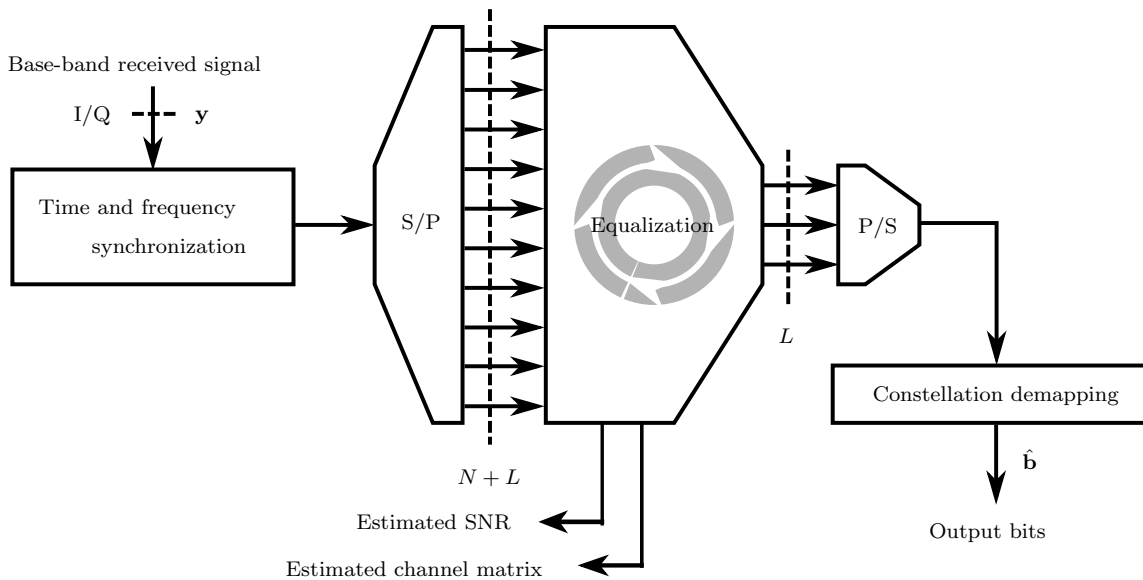 Base-band received signal
I/Q
y
Time and frequency
synchronization
S/P
Equalization
P/S
N + L
L
Constellation demapping
b̂
Estimated SNR
Output bits
Estimated channel matrix